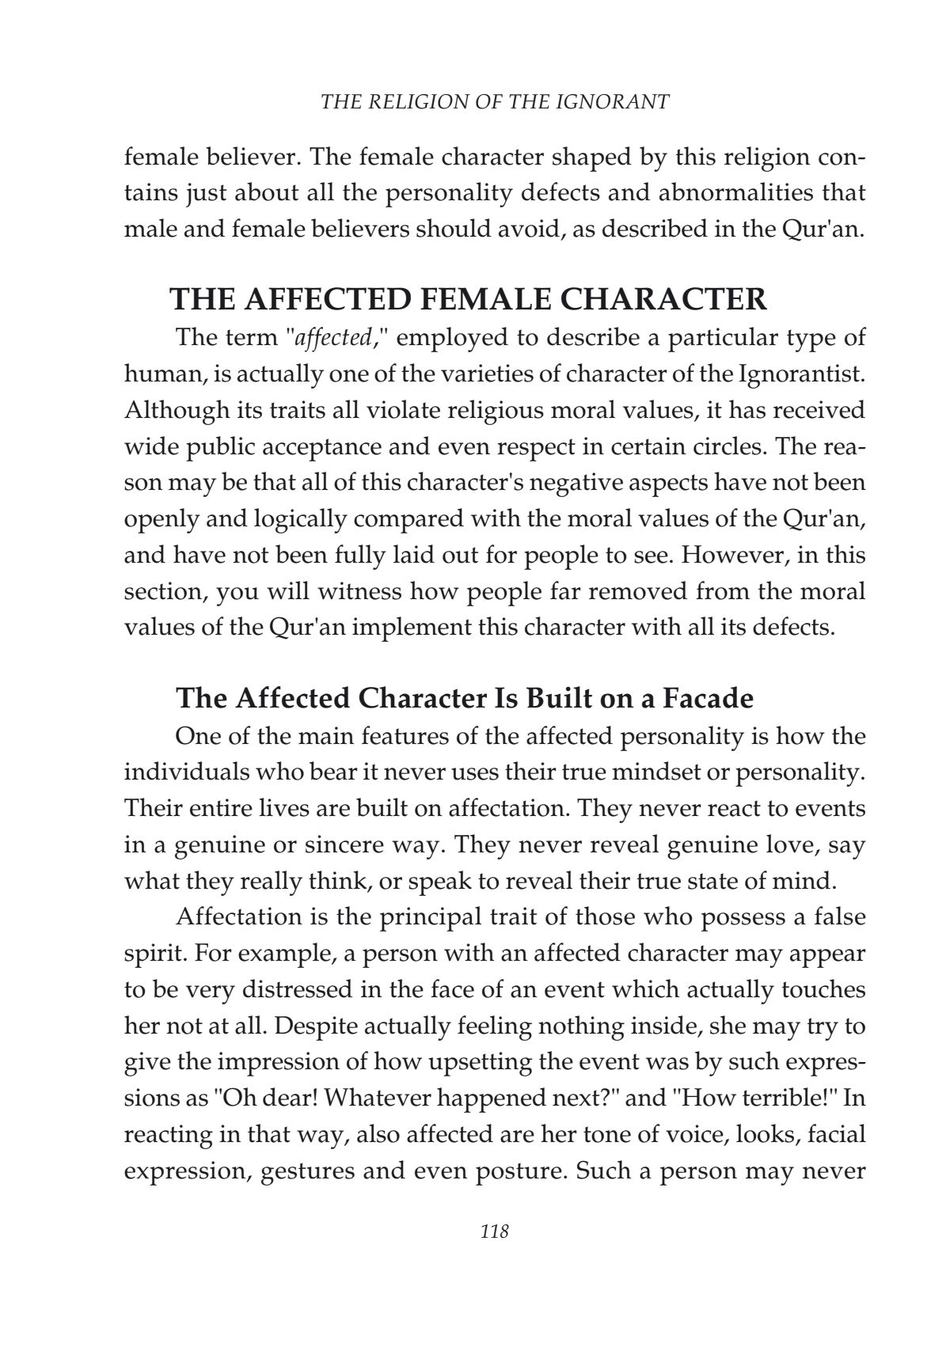 THE RELIGION OF THE IGNORANT
female believer. The female character shaped by this religion con-
tains just about all the personality defects and abnormalities that
male and female believers should avoid, as described in the Qur'an.
THE AFFECTED FEMALE CHARACTER
The term "affected," employed to describe a particular type of
human, is actually one of the varieties of character of the Ignorantist.
Although its traits all violate religious moral values, it has received
wide public acceptance and even respect in certain circles. The rea-
son may be that all of this character's negative aspects have not been
openly and logically compared with the moral values of the Qur'an,
and have not been fully laid out for people to see. However, in this
section, you will witness how people far removed from the moral
values of the Qur'an implement this character with all its defects.
The Affected Character Is Built on a Facade
One of the main features of the affected personality is how the
individuals who bear it never uses their true mindset or personality.
Their entire lives are built on affectation. They never react to events
in a genuine or sincere way. They never reveal genuine love, say
what they really think, or speak to reveal their true state of mind.
Affectation is the principal trait of those who possess a false
spirit. For example, a person with an affected character may appear
to be very distressed in the face of an event which actually touches
her not at all. Despite actually feeling nothing inside, she may try to
give the impression of how upsetting the event was by such expres-
sions as "Oh dear! Whatever happened next?" and "How terrible!" In
reacting in that way, also affected are her tone of voice, looks, facial
expression, gestures and even posture. Such a person may never
118